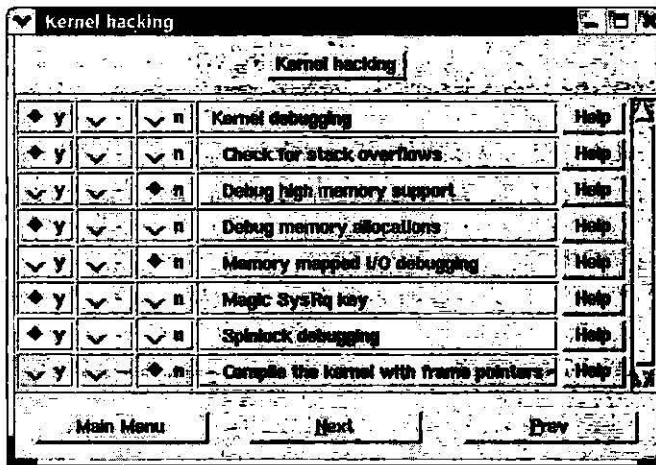 Kernel hacking
Kernel hacking
y - n Kernel debugging Help
y - n Check for stack overflows Help
y - n Debug high memory support Help
y - n Debug memory allocations Help
y - n Memory mapped I/O debugging Help
y - n Magic SysRq key Help
y - n Spinlock debugging Help
y - n Compile the kernel with frame pointers Help
Main Menu Next Prev